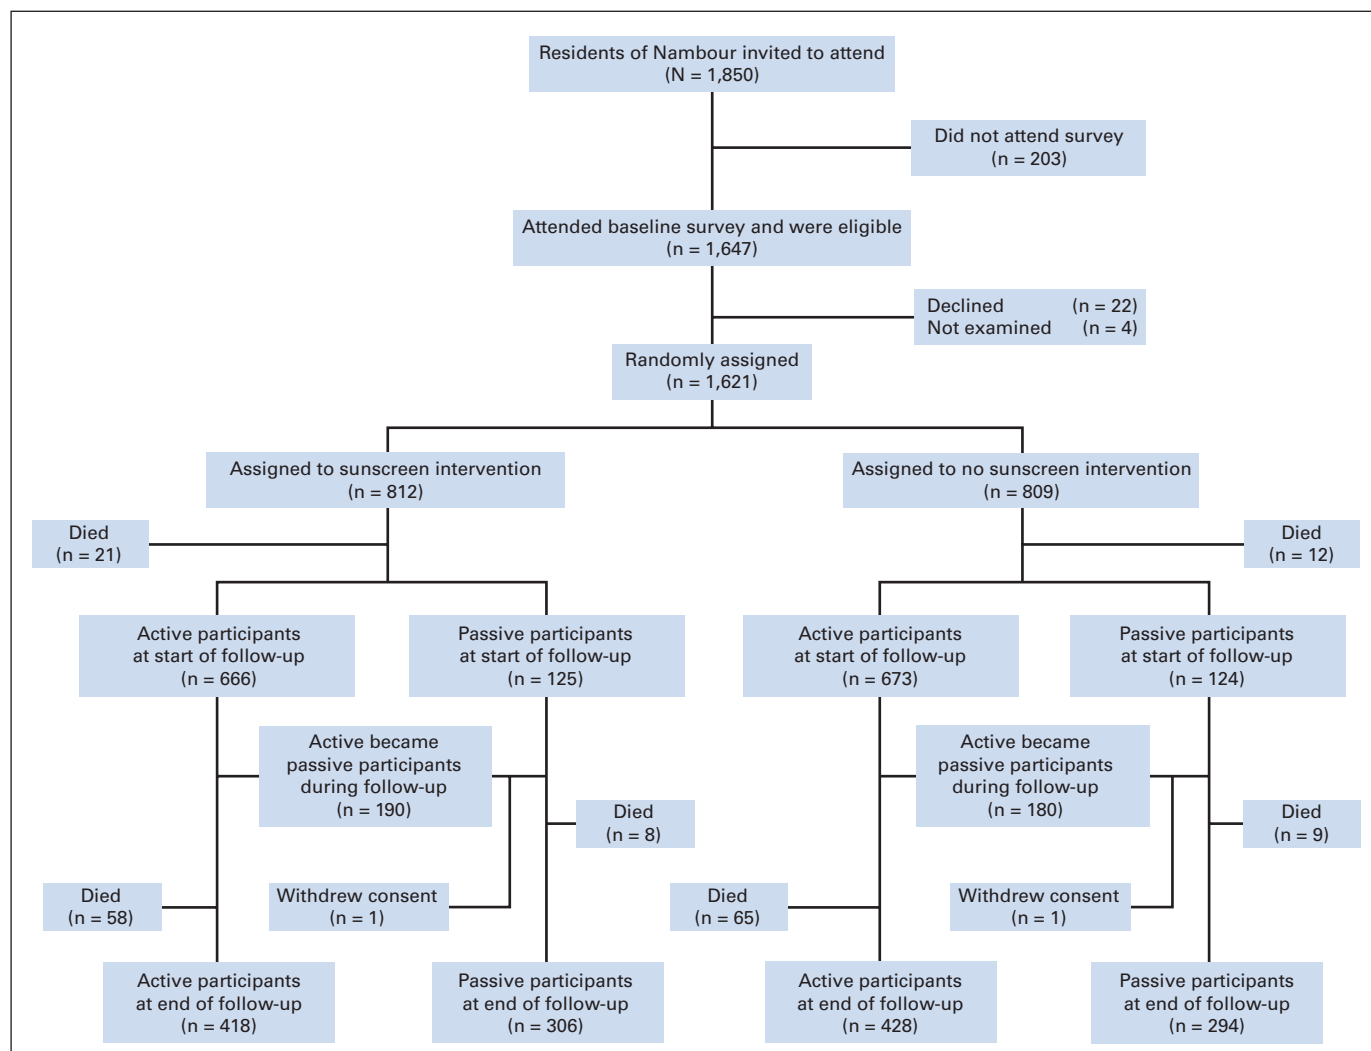 Residents of Nambour invited to attend
(N = 1,850)
Did not attend survey
(n = 203)
Attended baseline survey and were eligible
(n = 1,647)
Declined (n = 22)
Not examined (n = 4)
Randomly assigned
(n = 1,621)
Assigned to sunscreen intervention
(n = 812)
Assigned to no sunscreen intervention
(n = 809)
Died
(n = 21)
Died
(n = 12)
Active participants
at start of follow-up
(n = 666)
Passive participants
at start of follow-up
(n = 125)
Active participants
at start of follow-up
(n = 673)
Passive participants
at start of follow-up
(n = 124)
Active became
passive participants
during follow-up
(n = 190)
Active became
passive participants
during follow-up
(n = 180)
Died
(n = 8)
Died
(n = 9)
Died
(n = 58)
Withdrew consent
(n = 1)
Died
(n = 65)
Withdrew consent
(n = 1)
Active participants
at end of follow-up
(n = 418)
Passive participants
at end of follow-up
(n = 306)
Active participants
at end of follow-up
(n = 428)
Passive participants
at end of follow-up
(n = 294)